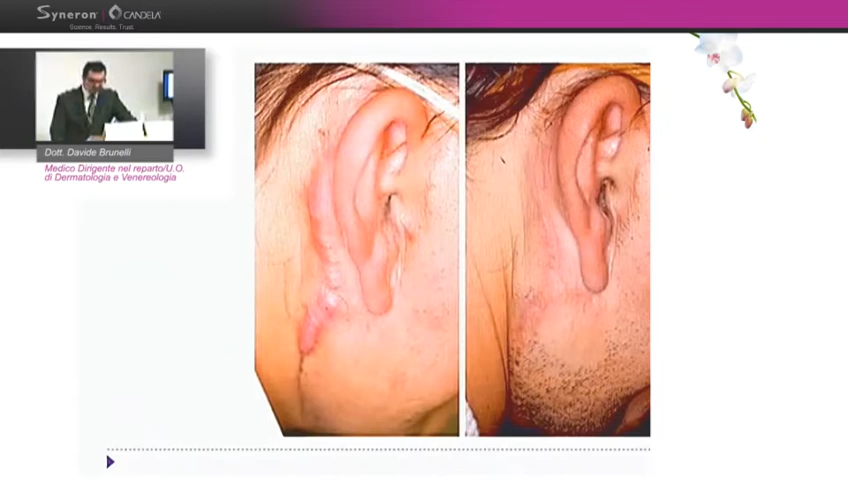 Syneron | CANDELA
Science. Results. Trust.
Dott. Davide Brunelli
Medico Dirigente nel reparto/U.O.
di Dermatologia e Venereologia